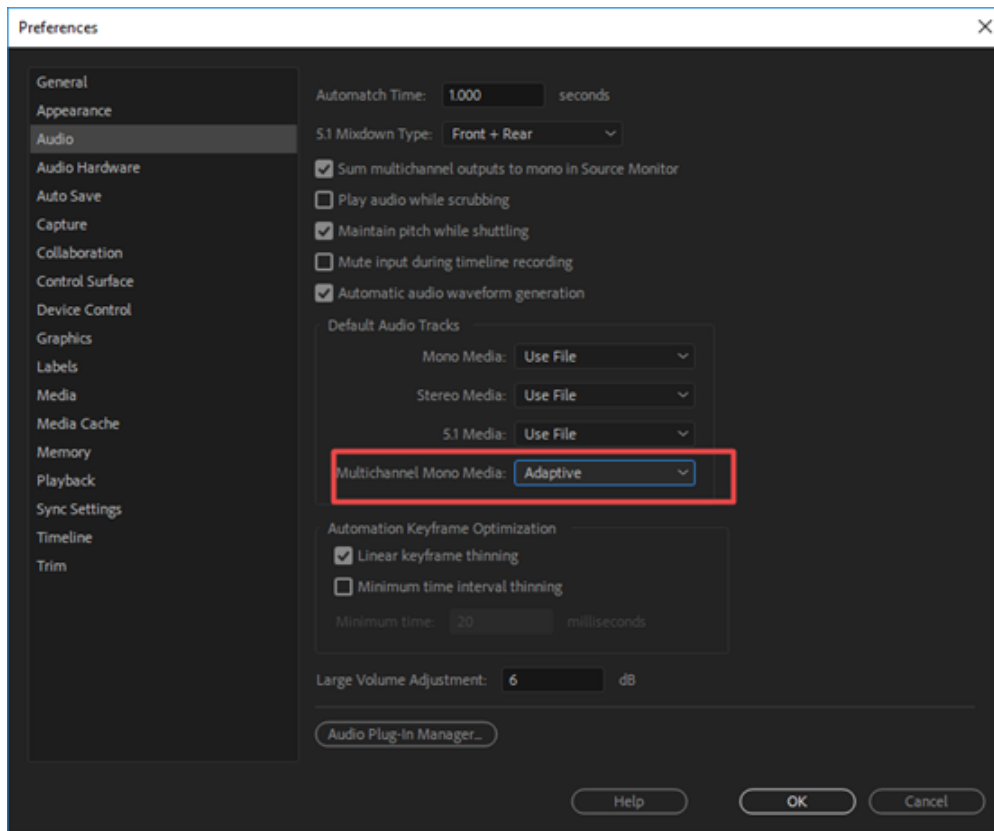 Preferences
General
Appearance
Audio
Audio Hardware
Auto Save
Capture
Collaboration
Control Surface
Device Control
Graphics
Labels
Media
Media Cache
Memory
Playback
Sync Settings
Timeline
Trim
Automatch Time: 1.000 seconds
5.1 Mixdown Type: Front + Rear
Sum multichannel outputs to mono in Source Monitor
Play audio while scrubbing
Maintain pitch while shuttling
Mute input during timeline recording
Automatic audio waveform generation
Default Audio Tracks
Mono Media: Use File
Stereo Media: Use File
5.1 Media: Use File
Multichannel Mono Media: Adaptive
Automation Keyframe Optimization
Linear keyframe thinning
Minimum time interval thinning
Minimum time: 20 milliseconds
Large Volume Adjustment: 6 dB
Audio Plug-In Manager...
Help OK Cancel